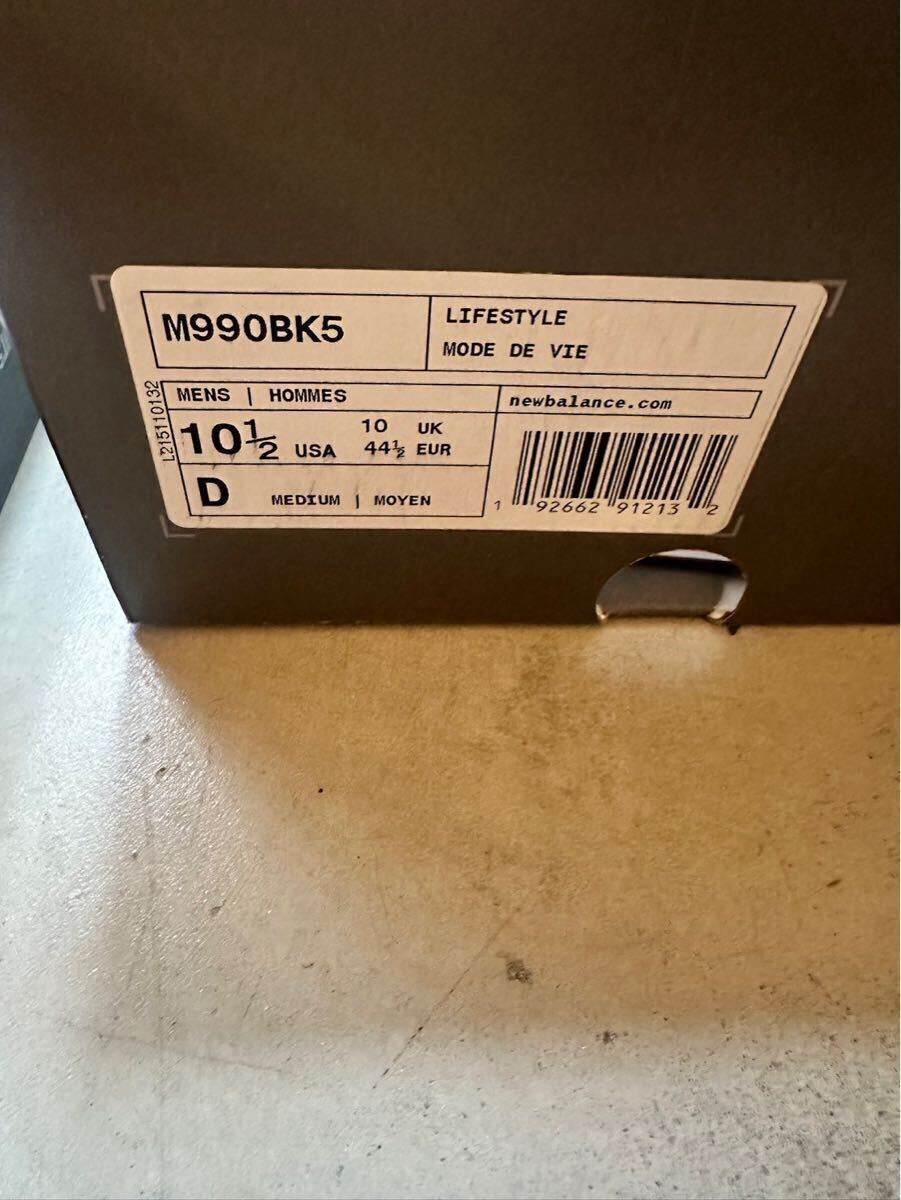 M990BK5
LIFESTYLE
MODE DE VIE
L215110132
MENS | HOMMES
10½ USA
10 UK
44½ EUR
D MEDIUM | MOYEN
newbalance.com
1 92662 91213 2